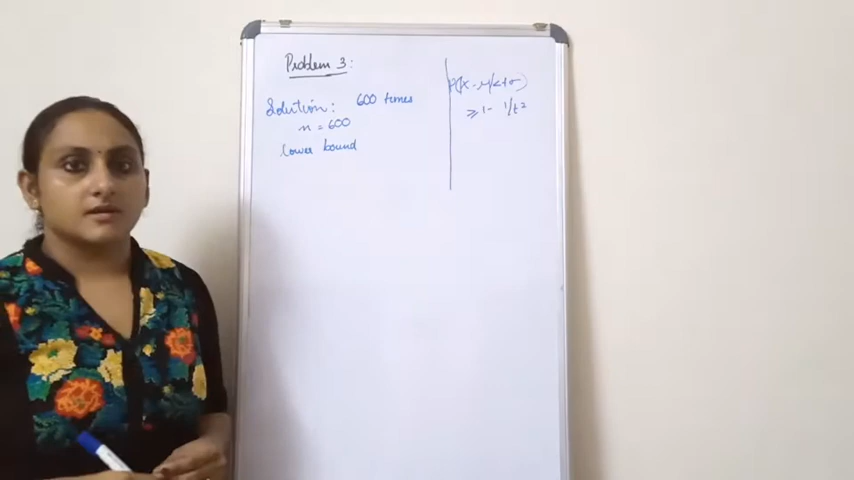 Problem 3:
Solution: 600 times
n = 600
lower bound
P(|X-μ|<tσ)
≥ 1- 1/t²